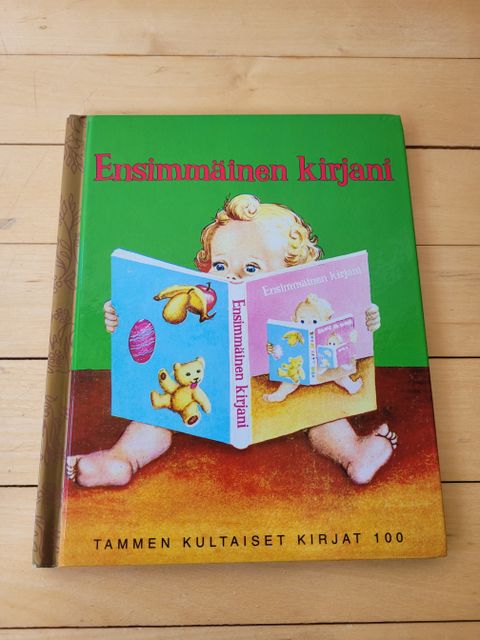 Ensimmäinen kirjani
Ensimmäinen kirjani
Ensimmäinen kirjani
TAMMEN KULTAISET KIRJAT 100